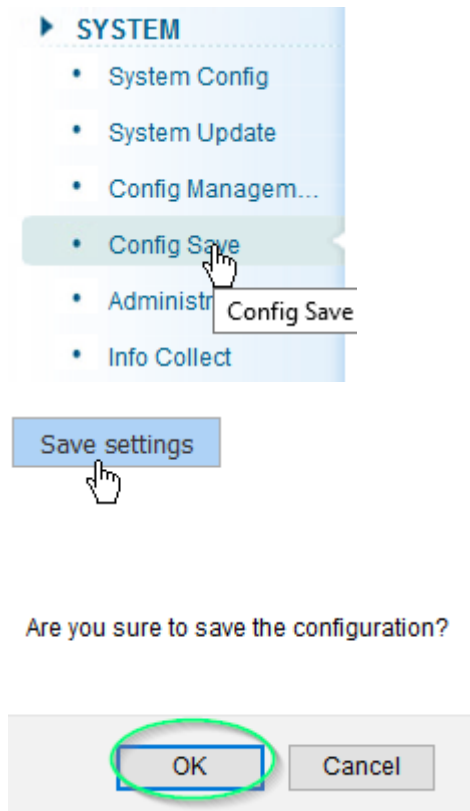 SYSTEM
System Config
System Update
Config Managem...
Config Save
Administr
Config Save
Info Collect
Save settings
Are you sure to save the configuration?
OK
Cancel